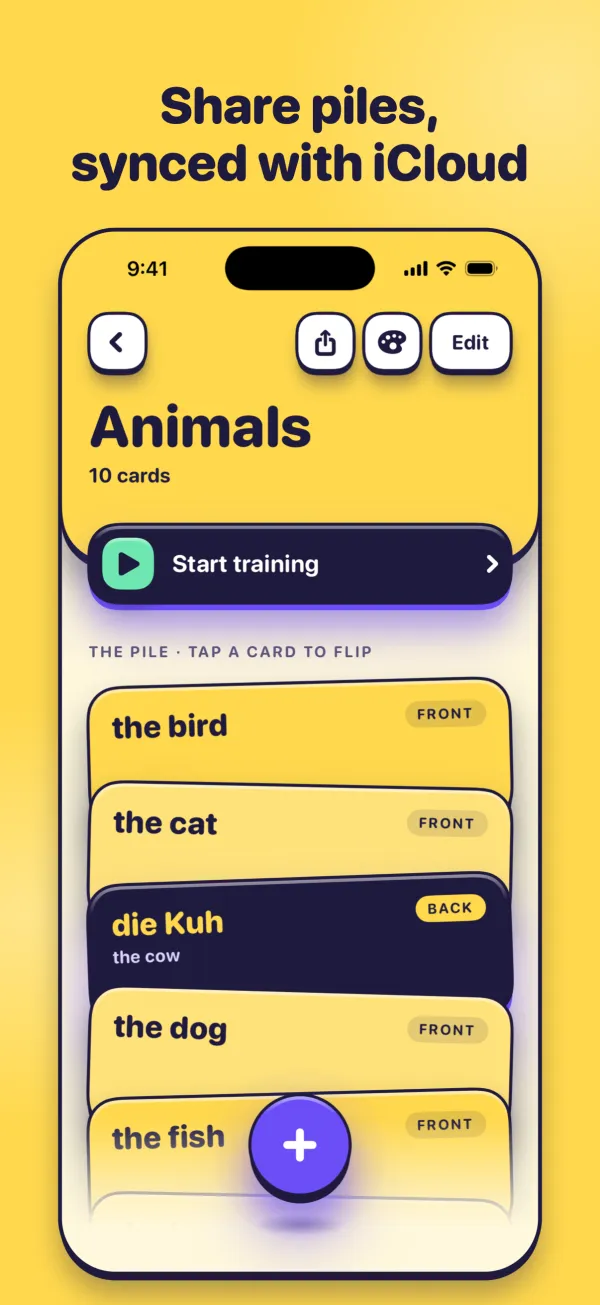 Share piles,
synced with iCloud
9:41
Edit
Animals
10 cards
Start training
THE PILE · TAP A CARD TO FLIP
the bird
FRONT
the cat
FRONT
die Kuh
BACK
the cow
the dog
FRONT
the fish
FRONT